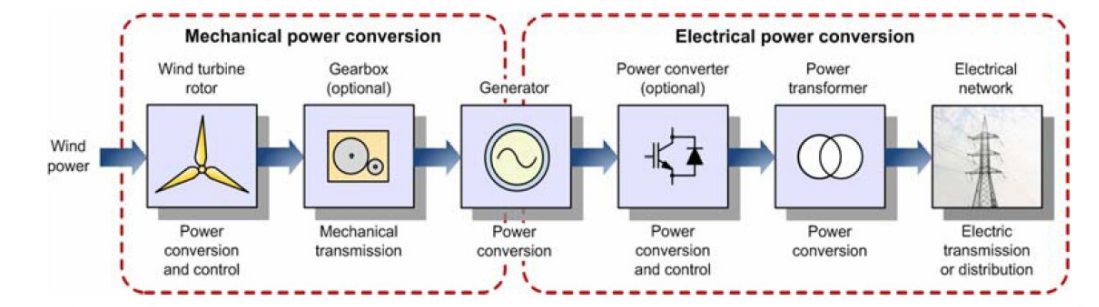 Mechanical power conversion
Electrical power conversion
Wind turbine
rotor
Gearbox
(optional)
Generator
Power converter
(optional)
Power
transformer
Electrical
network
Wind
power
Power
conversion
and control
Mechanical
transmission
Power
conversion
Power
conversion
and control
Power
conversion
Electric
transmission
or distribution